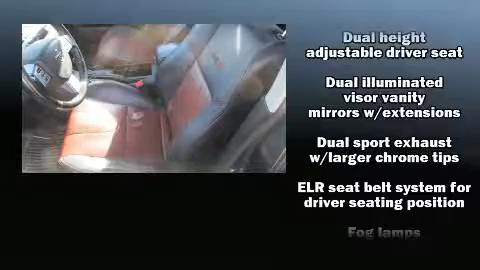 Dual height
adjustable driver seat
Dual illuminated
visor vanity
mirrors w/extensions
Dual sport exhaust
w/larger chrome tips
ELR seat belt system for
driver seating position
Fog lamps